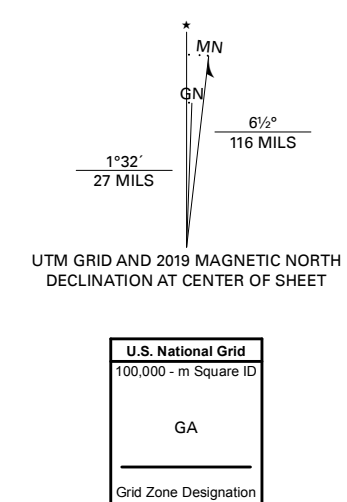 ★
MN
GN
6½°
116 MILS
1°32´
27 MILS
UTM GRID AND 2019 MAGNETIC NORTH
DECLINATION AT CENTER OF SHEET
U.S. National Grid
100,000 - m Square ID
GA
Grid Zone Designation